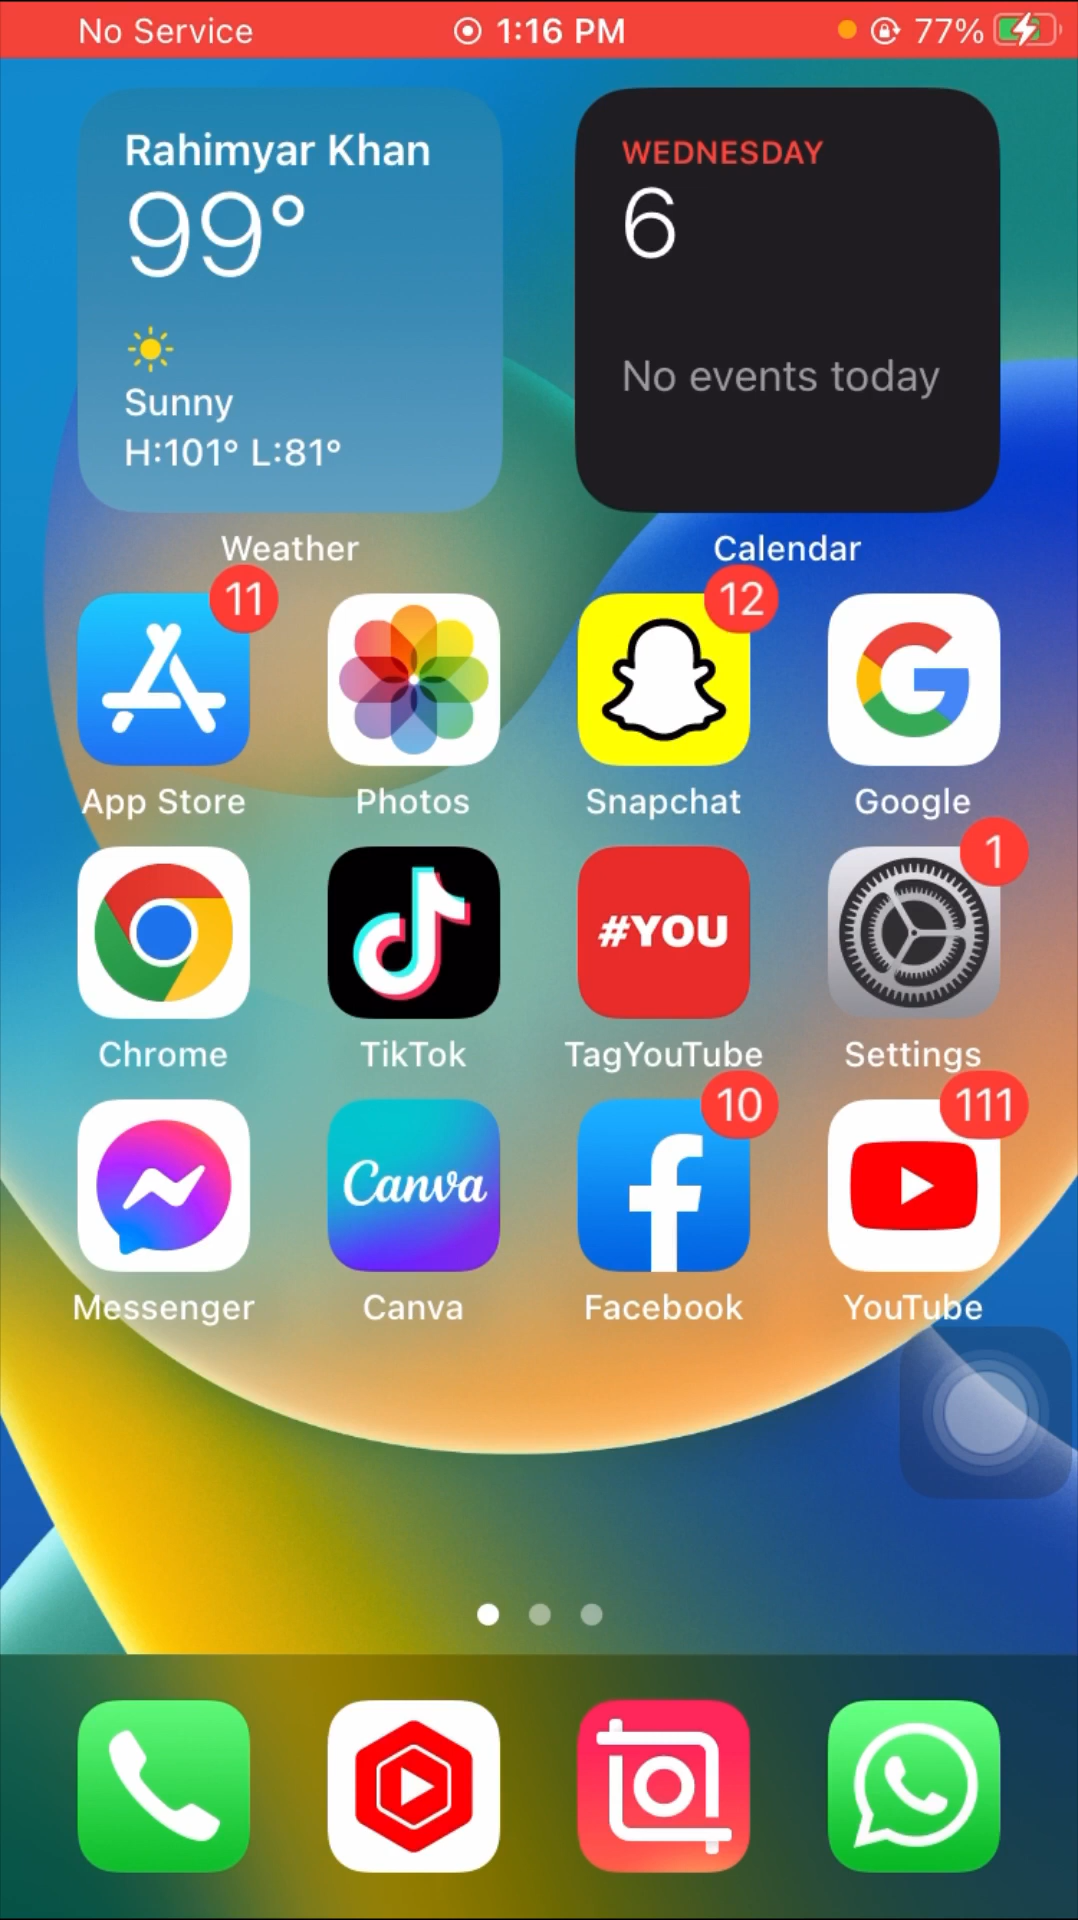 No Service 1:16 PM 77%
Rahimyar Khan
99°
Sunny
H:101° L:81°
Weather
WEDNESDAY
6
No events today
Calendar
11
12
App Store Photos Snapchat Google
#YOU
1
Chrome TikTok TagYouTube Settings
Canva
10
111
Messenger Canva Facebook YouTube